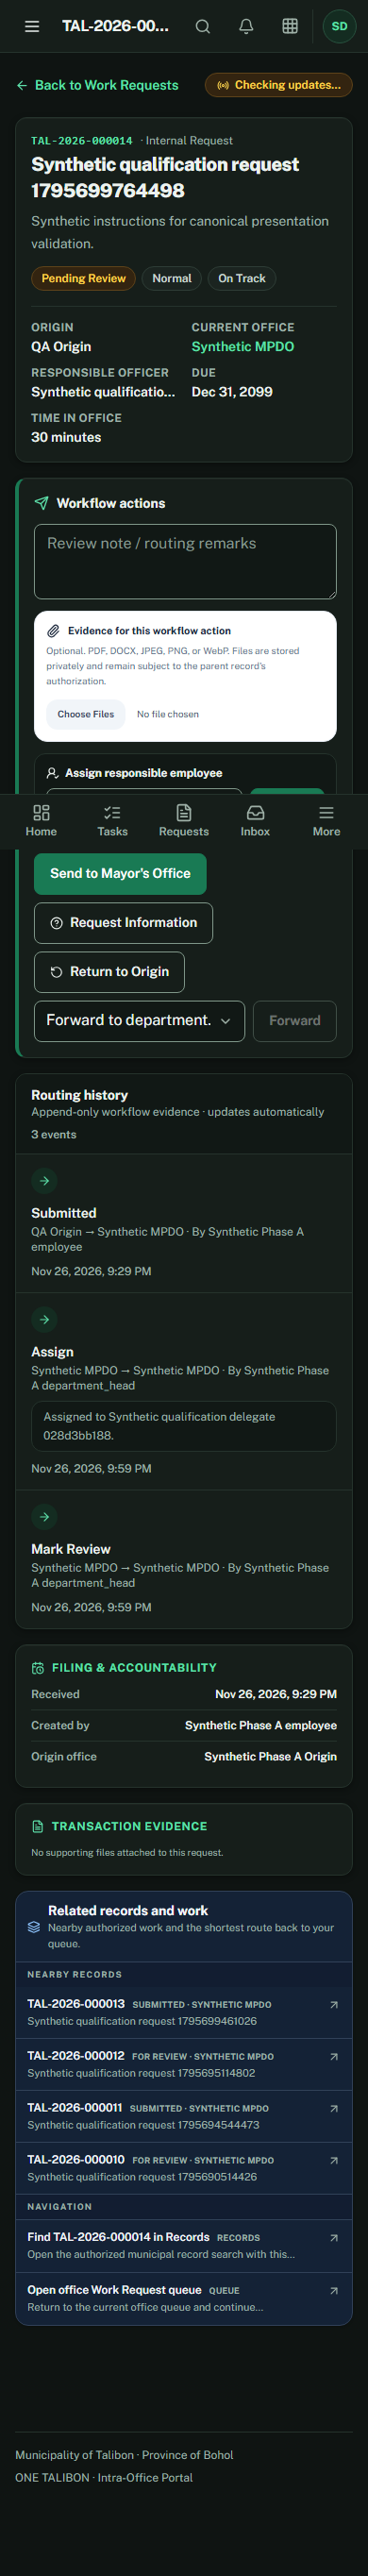 TAL-2026-00...
SD
Back to Work Requests
Checking updates...
TAL-2026-000014 · Internal Request
Synthetic qualification request
1795699764498
Synthetic instructions for canonical presentation
validation.
Pending Review
Normal
On Track
ORIGIN
CURRENT OFFICE
QA Origin
Synthetic MPDO
RESPONSIBLE OFFICER
DUE
Synthetic qualificatio...
Dec 31, 2099
TIME IN OFFICE
30 minutes
Workflow actions
Review note / routing remarks
Evidence for this workflow action
Optional. PDF, DOCX, JPEG, PNG, or WebP. Files are stored
privately and remain subject to the parent record's
authorization.
Choose Files
No file chosen
Assign responsible employee
Home
Tasks
Requests
Inbox
More
Send to Mayor's Office
Request Information
Return to Origin
Forward to department.
Forward
Routing history
Append-only workflow evidence · updates automatically
3 events
Submitted
QA Origin → Synthetic MPDO · By Synthetic Phase A
employee
Nov 26, 2026, 9:29 PM
Assign
Synthetic MPDO → Synthetic MPDO · By Synthetic Phase
A department_head
Assigned to Synthetic qualification delegate
028d3bb188.
Nov 26, 2026, 9:59 PM
Mark Review
Synthetic MPDO → Synthetic MPDO · By Synthetic Phase
A department_head
Nov 26, 2026, 9:59 PM
FILING & ACCOUNTABILITY
Received
Nov 26, 2026, 9:29 PM
Created by
Synthetic Phase A employee
Origin office
Synthetic Phase A Origin
TRANSACTION EVIDENCE
No supporting files attached to this request.
Related records and work
Nearby authorized work and the shortest route back to your
queue.
NEARBY RECORDS
TAL-2026-000013 SUBMITTED · SYNTHETIC MPDO
Synthetic qualification request 1795699461026
TAL-2026-000012 FOR REVIEW · SYNTHETIC MPDO
Synthetic qualification request 1795695114802
TAL-2026-000011 SUBMITTED · SYNTHETIC MPDO
Synthetic qualification request 1795694544473
TAL-2026-000010 FOR REVIEW · SYNTHETIC MPDO
Synthetic qualification request 1795690514426
NAVIGATION
Find TAL-2026-000014 in Records RECORDS
Open the authorized municipal record search with this...
Open office Work Request queue QUEUE
Return to the current office queue and continue...
Municipality of Talibon · Province of Bohol
ONE TALIBON · Intra-Office Portal